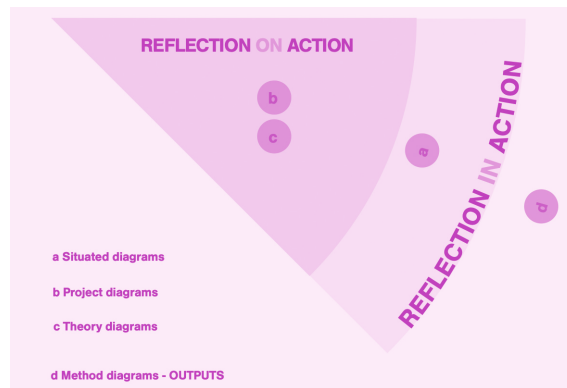 REFLECTION ON ACTION
b
c
a
REFLECTION IN ACTION
d
a Situated diagrams
b Project diagrams
c Theory diagrams
d Method diagrams - OUTPUTS